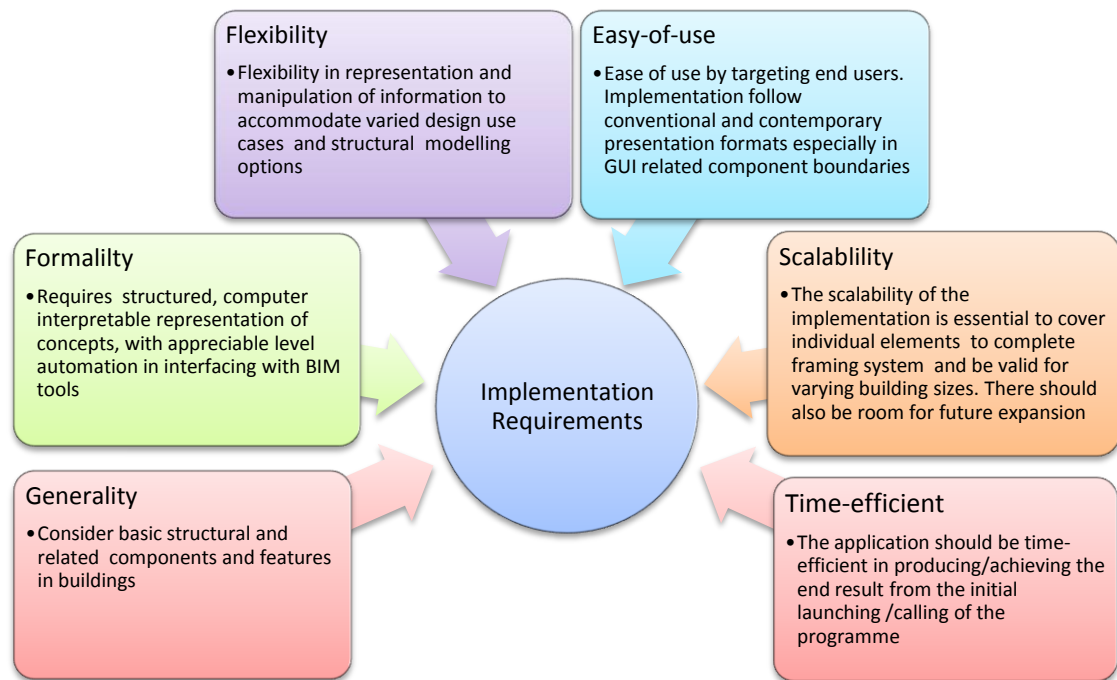 Flexibility
•Flexibility in representation and
manipulation of information to
accommodate varied design use
cases and structural modelling
options
Easy-of-use
•Ease of use by targeting end users.
Implementation follow
conventional and contemporary
presentation formats especially in
GUI related component boundaries
Formalilty
•Requires structured, computer
interpretable representation of
concepts, with appreciable level
automation in interfacing with BIM
tools
Implementation
Requirements
Scalablility
•The scalability of the
implementation is essential to cover
individual elements to complete
framing system and be valid for
varying building sizes. There should
also be room for future expansion
Generality
•Consider basic structural and
related components and features
in buildings
Time-efficient
•The application should be time-
efficient in producing/achieving the
end result from the initial
launching /calling of the
programme